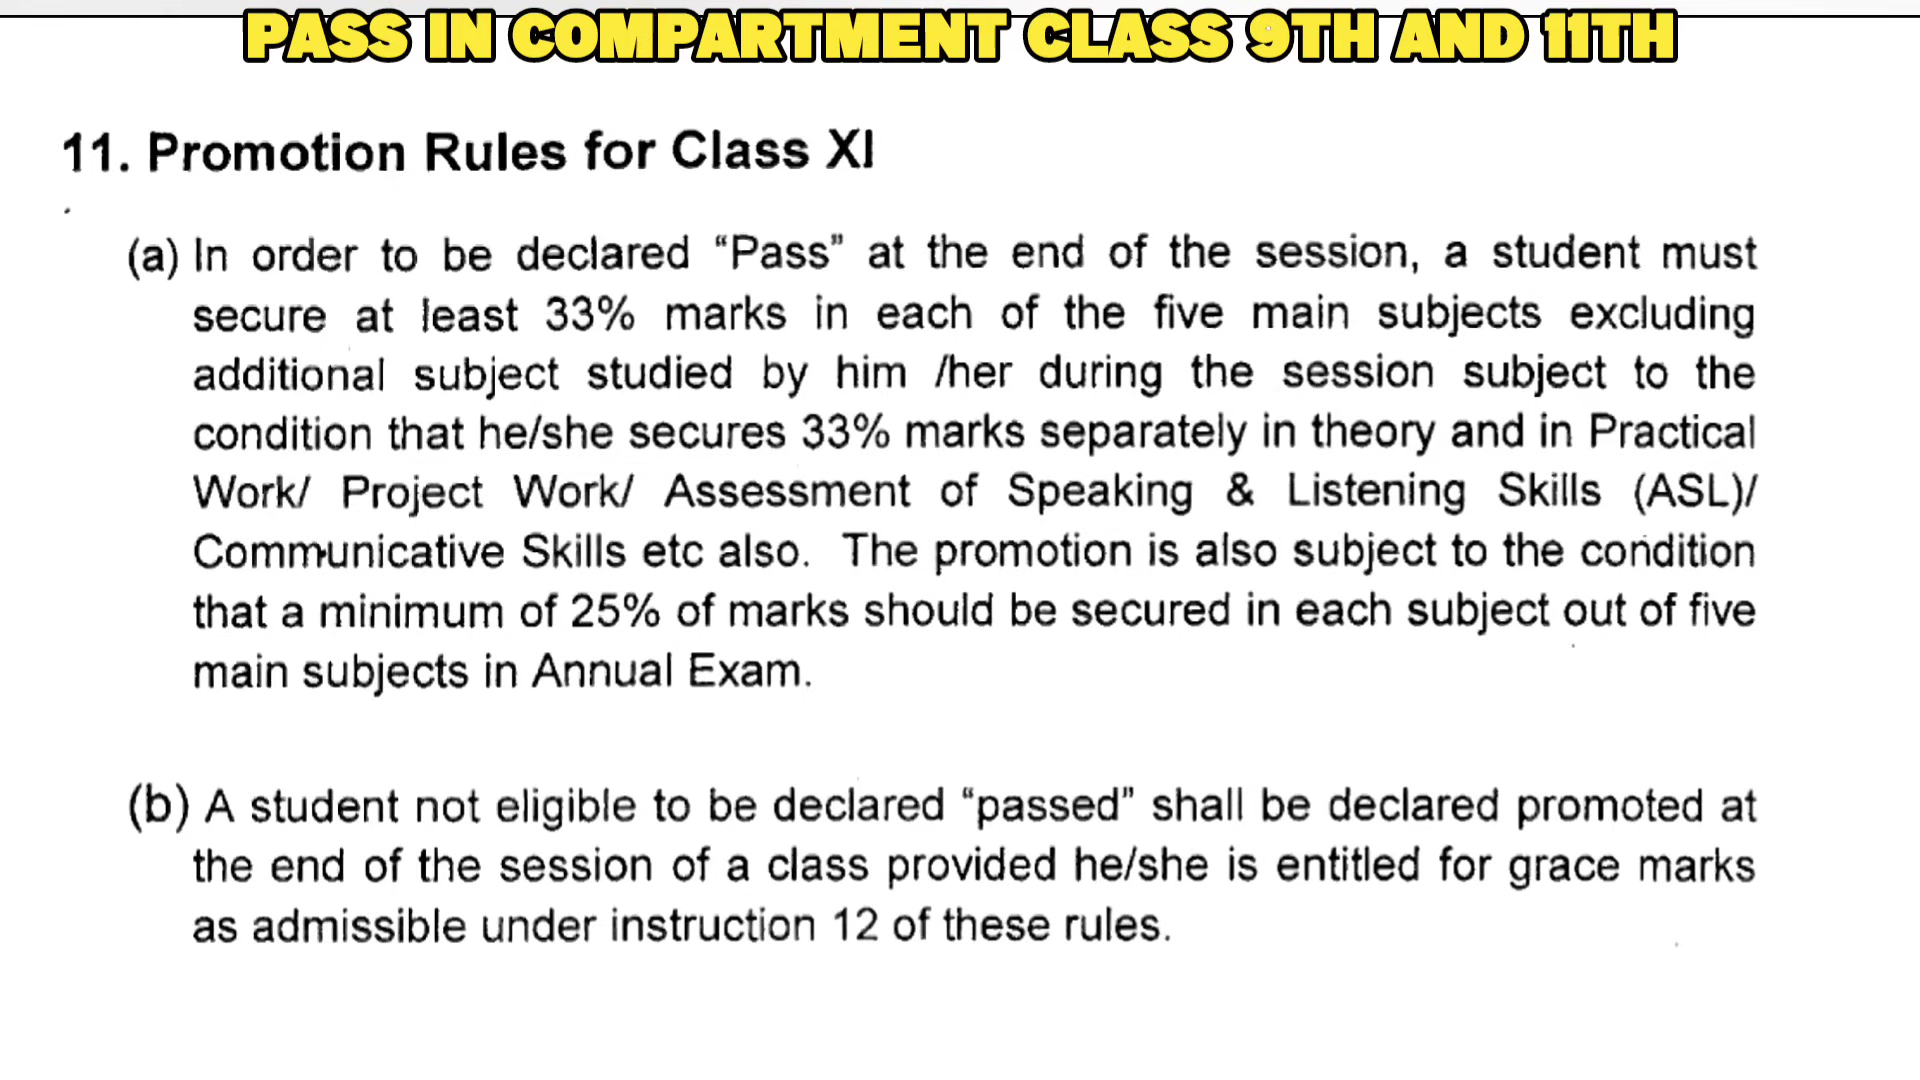 PASS IN COMPARTMENT CLASS 9TH AND 11TH
11. Promotion Rules for Class XI
(a) In order to be declared “Pass” at the end of the session, a student must
secure at least 33% marks in each of the five main subjects excluding
additional subject studied by him /her during the session subject to the
condition that he/she secures 33% marks separately in theory and in Practical
Work/ Project Work/ Assessment of Speaking & Listening Skills (ASL)/
Communicative Skills etc also. The promotion is also subject to the condition
that a minimum of 25% of marks should be secured in each subject out of five
main subjects in Annual Exam.
(b) A student not eligible to be declared “passed” shall be declared promoted at
the end of the session of a class provided he/she is entitled for grace marks
as admissible under instruction 12 of these rules.